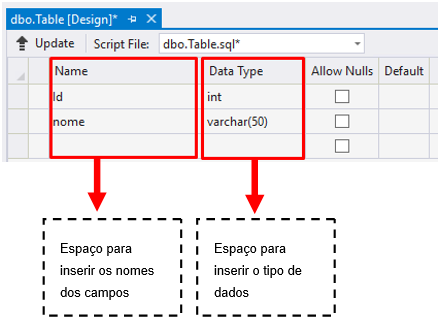 dbo.Table [Design]*
Update Script File: dbo.Table.sql*
Name Data Type Allow Nulls Default
Id int
nome varchar(50)
Espaço para inserir os nomes dos campos
Espaço para inserir o tipo de dados